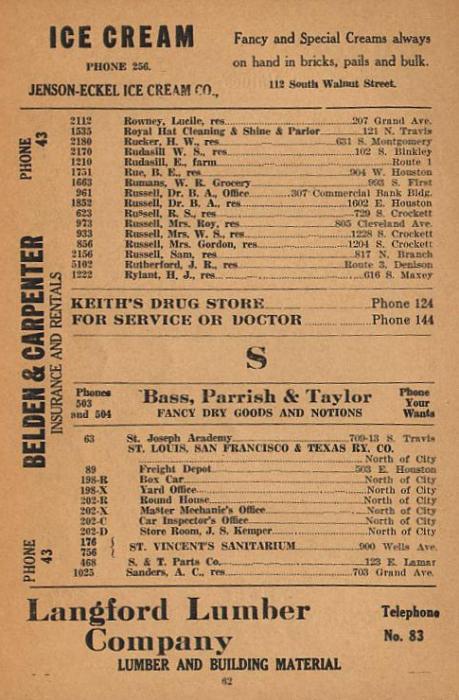 ICE CREAM
PHONE 256.
JENSON-ECKEL ICE CREAM CO.,
Fancy and Special Creams always
on hand in bricks, pails and bulk.
112 South Walnut Street.
PHONE 43
BELDEN & CARPENTER
INSURANCE AND RENTALS
PHONE 43
2112 Rowney, Lucile, res. 207 Grand Ave.
1535 Royal Hat Cleaning & Shine & Parlor 121 N. Travis
2180 Rucker, H. W., res 631 S. Montgomery
2170 Rudasill W. S., res 102 S. Binkley
1210 Rudasill, E., farm Route 1
1751 Rue, B. E., res 904 W. Houston
1663 Rumans, W. R. Grocery 993 S. First
961 Russell, Dr. B. A., Office 307 Commercial Bank Bldg.
1852 Russell, Dr. B. A., res 1602 E. Houston
623 Russell, R. S., res 729 S. Crockett
973 Russell, Mrs. Roy, res 805 Cleveland Ave.
933 Russell, Mrs. W. S., res 1228 S. Crockett
856 Russell, Mrs. Gordon, res 1204 S. Crockett
2156 Russell, Sam, res 817 N. Branch
5102 Rutherford, J. R., res Route 3, Denison
1222 Rylant, H. J., res 616 S. Maxey
KEITH'S DRUG STORE Phone 124
FOR SERVICE OR DOCTOR Phone 144
S
Phones
503
and 504
Bass, Parrish & Taylor
FANCY DRY GOODS AND NOTIONS
Phone
Your
Wants
63 St. Joseph Academy 709-13 S. Travis
ST. LOUIS, SAN FRANCISCO & TEXAS RY. CO.
North of City
89 Freight Depot 503 E. Houston
198-R Box Car North of City
198-X Yard Office North of City
202-R Round House North of City
202-X Master Mechanic's Office North of City
202-C Car Inspector's Office North of City
202-D Store Room, J. S. Kemper North of City
176
756 } ST. VINCENT'S SANITARIUM 900 Wells Ave.
468 S. & T. Parts Co. 123 E. Lamar
1025 Sanders, A. C., res 703 Grand Ave.
Langford Lumber
Company
LUMBER AND BUILDING MATERIAL
Telephone
No. 83
62